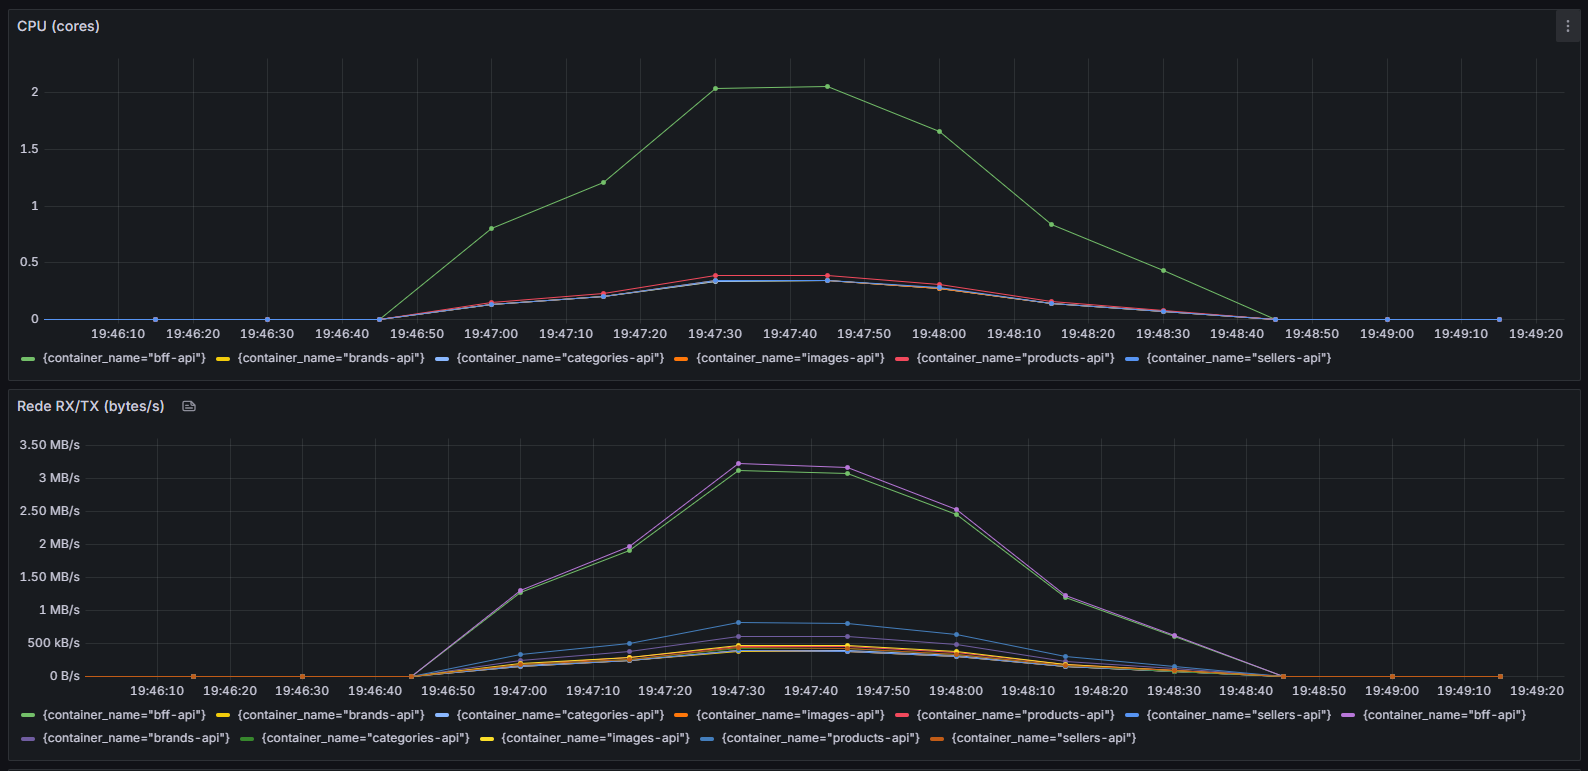 CPU (cores)
2
1.5
1
0.5
0
19:46:10 19:46:20 19:46:30 19:46:40 19:46:50 19:47:00 19:47:10 19:47:20 19:47:30 19:47:40 19:47:50 19:48:00 19:48:10 19:48:20 19:48:30 19:48:40 19:48:50 19:49:00 19:49:10 19:49:20
{container_name="bff-api"} {container_name="brands-api"} {container_name="categories-api"} {container_name="images-api"} {container_name="products-api"} {container_name="sellers-api"}
Rede RX/TX (bytes/s)
3.50 MB/s
3 MB/s
2.50 MB/s
2 MB/s
1.50 MB/s
1 MB/s
500 kB/s
0 B/s
19:46:10 19:46:20 19:46:30 19:46:40 19:46:50 19:47:00 19:47:10 19:47:20 19:47:30 19:47:40 19:47:50 19:48:00 19:48:10 19:48:20 19:48:30 19:48:40 19:48:50 19:49:00 19:49:10 19:49:20
{container_name="bff-api"} {container_name="brands-api"} {container_name="categories-api"} {container_name="images-api"} {container_name="products-api"} {container_name="sellers-api"} {container_name="bff-api"}
{container_name="brands-api"} {container_name="categories-api"} {container_name="images-api"} {container_name="products-api"} {container_name="sellers-api"}